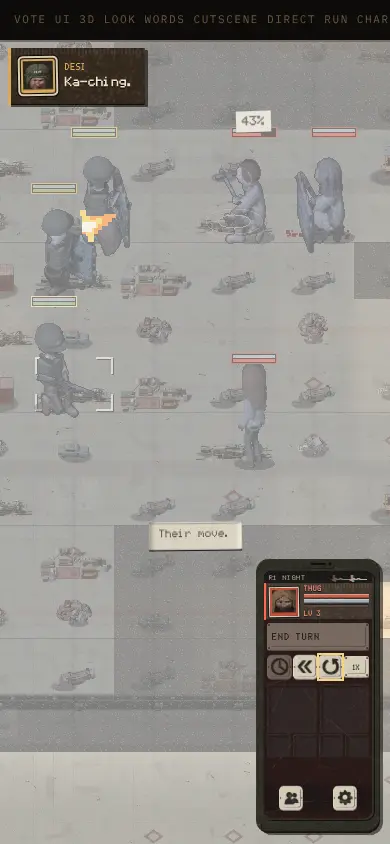 VOTE UI 3D LOOK WORDS CUTSCENE DIRECT RUN CHAR
DESI
Ka-ching.
43%
Their move.
R1 NIGHT
THUG
LV 3
END TURN
1X